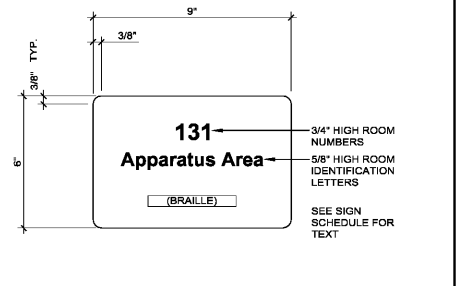 9"
3/8"
3/8" TYP.
6"
131
Apparatus Area
(BRAILLE)
3/4" HIGH ROOM
NUMBERS
5/8" HIGH ROOM
IDENTIFICATION
LETTERS
SEE SIGN
SCHEDULE FOR
TEXT